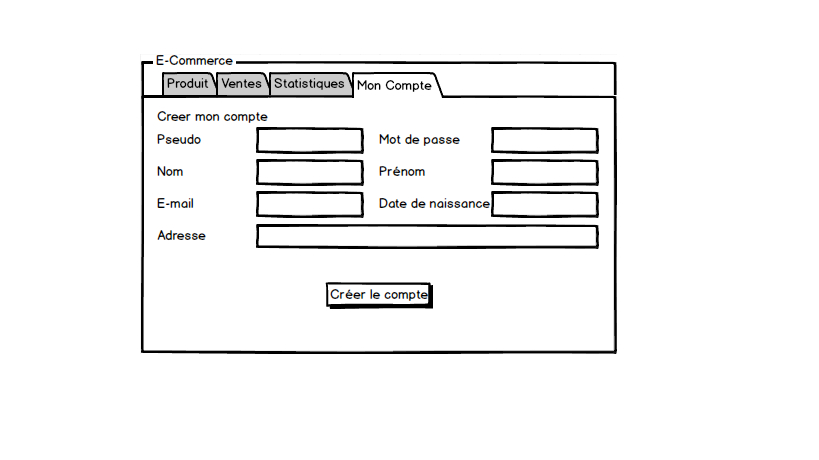 E-Commerce
Produit Ventes Statistiques Mon Compte
Creer mon compte
Pseudo Mot de passe
Nom Prénom
E-mail Date de naissance
Adresse
Créer le compte